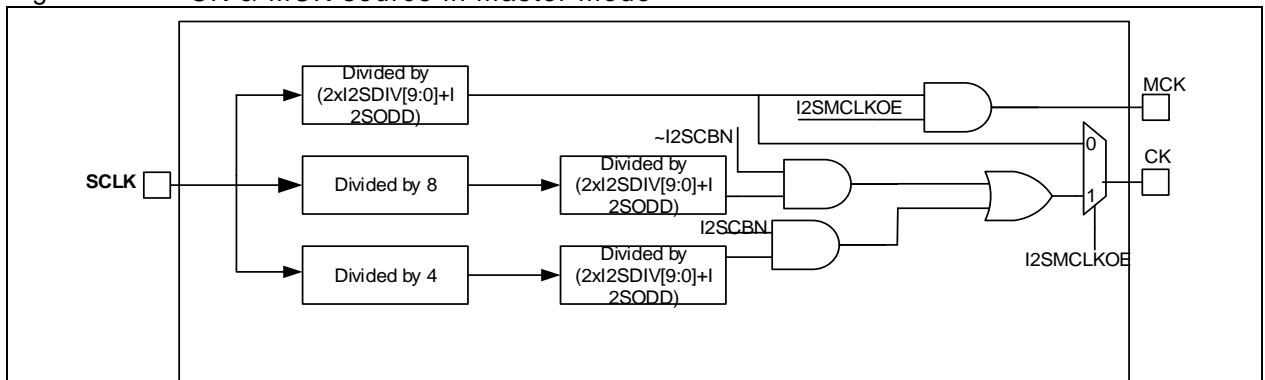 CK & MCK source in master mode
Divided by
(2xI2SDIV[9:0]+I
2SODD)
I2SMCLKOE
MCK
~I2SCBN
0
CK
SCLK
Divided by 8
Divided by
(2xI2SDIV[9:0]+I
2SODD)
1
I2SCBN
I2SMCLKOE
Divided by 4
Divided by
(2xI2SDIV[9:0]+I
2SODD)